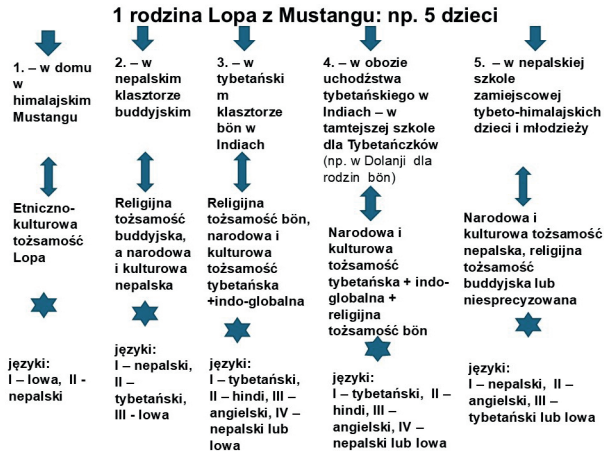 1 rodzina Lopa z Mustangu: np. 5 dzieci
1. – w domu
w
himalajskim
Mustangu
Etniczno-
kulturowa
tożsamość
Lopa
języki:
I – lowa, II -
nepalski
2. – w
nepalskim
klasztorze
buddyjskim
Religijna
tożsamość
buddyjska,
a narodowa
i kulturowa
nepalska
języki:
I – nepalski,
II –
tybetański,
III - lowa
3. – w
tybetański
m
klasztorze
bön w
Indiach
Religijna
tożsamość bön,
narodowa i
kulturowa
tożsamość
tybetańska
+indo-globalna
języki:
I – tybetański,
II – hindi, III –
angielski, IV –
nepalski lub
lowa
4. – w obozie
uchodźstwa
tybetańskiego w
Indiach – w
tamtejszej szkole
dla Tybetańczków
(np. w Dolanji dla
rodzin bön)
Narodowa i
kulturowa
tożsamość
tybetańska + indo-
globalna +
religijna
tożsamość bön
języki:
I – tybetański, II –
hindi, III –
angielski, IV –
nepalski lub lowa
5. – w nepalskiej
szkole
zamiejscowej
tybeto-himalajskich
dzieci i młodzieży
Narodowa i
kulturowa tożsamość
nepalska, religijna
tożsamość
buddyjska lub
niesprecyzowana
języki:
I – nepalski, II –
angielski, III –
tybetański lub lowa